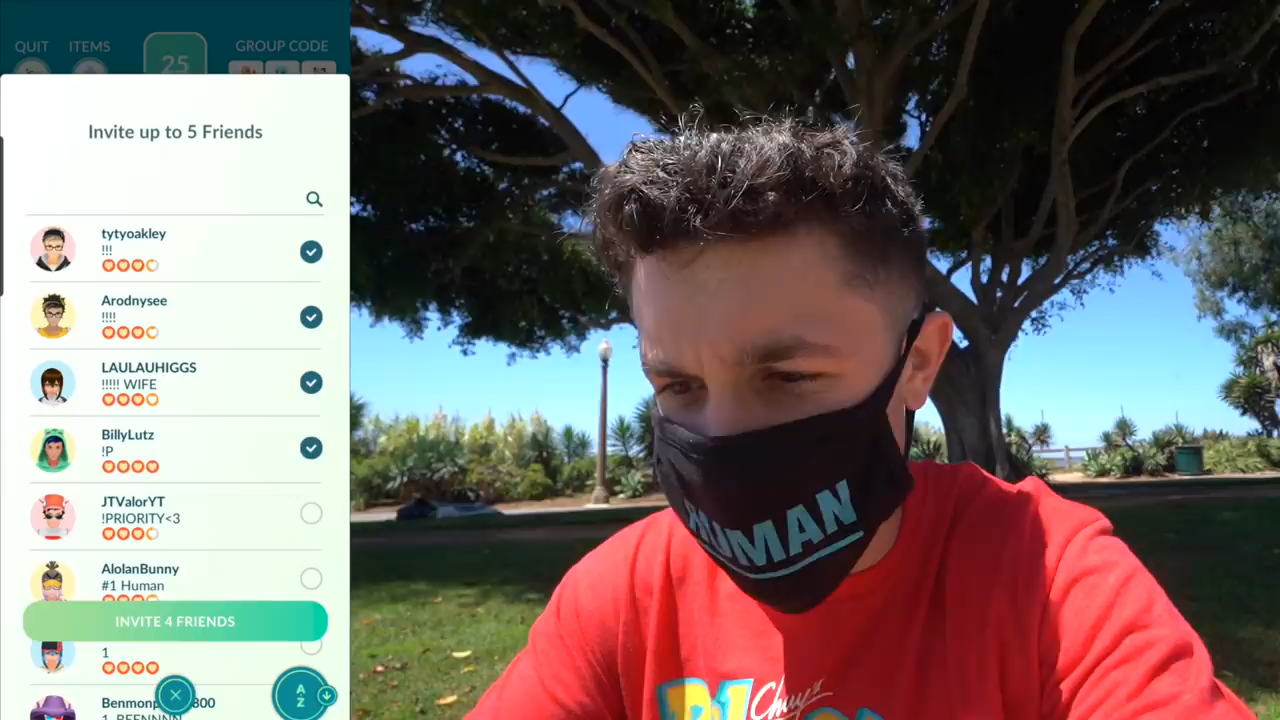 QUIT ITEMS 25 GROUP CODE
Invite up to 5 Friends
tytyoakley
!!!
Arodnysee
!!!!
LAULAUHIGGS
!!!!! WIFE
BillyLutz
!P
JTValorYT
!PRIORITY<3
AlolanBunny
#1 Human
INVITE 4 FRIENDS
1
A
Z
HUMAN
Chuy's